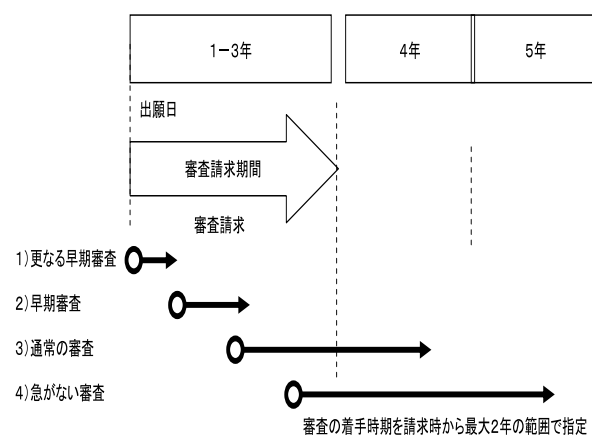 1－3年
4年
5年
出願日
審査請求期間
審査請求
1)更なる早期審査
2)早期審査
3)通常の審査
4)急がない審査
審査の着手時期を請求時から最大2年の範囲で指定